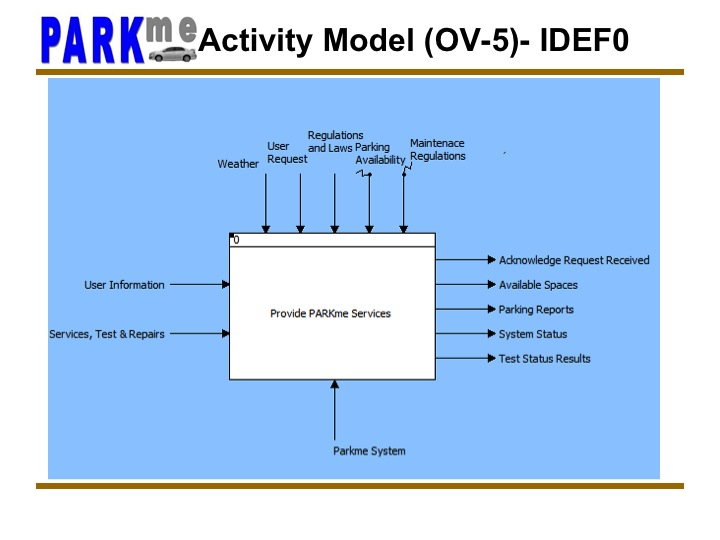 PARKme Activity Model (OV-5)- IDEF0
Weather
User
Request
Regulations
and Laws
Parking
Availability
Maintenace
Regulations
0
User Information
Services, Test & Repairs
Provide PARKme Services
Acknowledge Request Received
Available Spaces
Parking Reports
System Status
Test Status Results
Parkme System